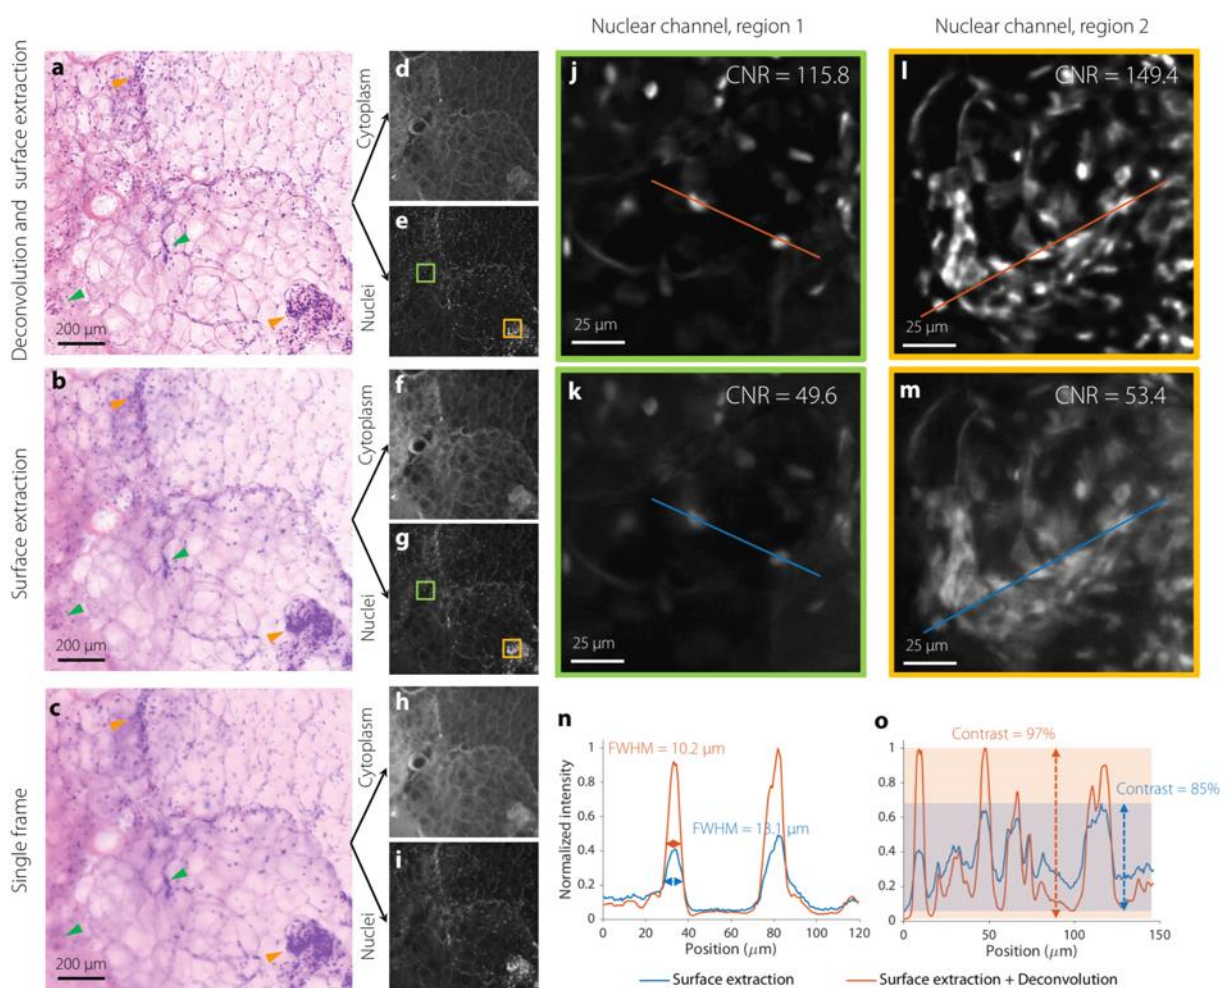 Nuclear channel, region 1
Nuclear channel, region 2
Deconvolution and surface extraction
a
200 μm
Cytoplasm
Nuclei
d
e
j
CNR = 115.8
25 μm
l
CNR = 149.4
25 μm
Surface extraction
b
200 μm
Cytoplasm
Nuclei
f
g
k
CNR = 49.6
25 μm
m
CNR = 53.4
25 μm
Single frame
c
200 μm
Cytoplasm
Nuclei
h
i
n
FWHM = 10.2 μm
FWHM = 13.1 μm
Normalized intensity
1
0.8
0.6
0.4
0.2
0
0
20
40
60
80
100
120
Position (μm)
o
Contrast = 97%
Contrast = 85%
1
0.8
0.6
0.4
0.2
0
0
50
100
150
Position (μm)
Surface extraction
Surface extraction + Deconvolution